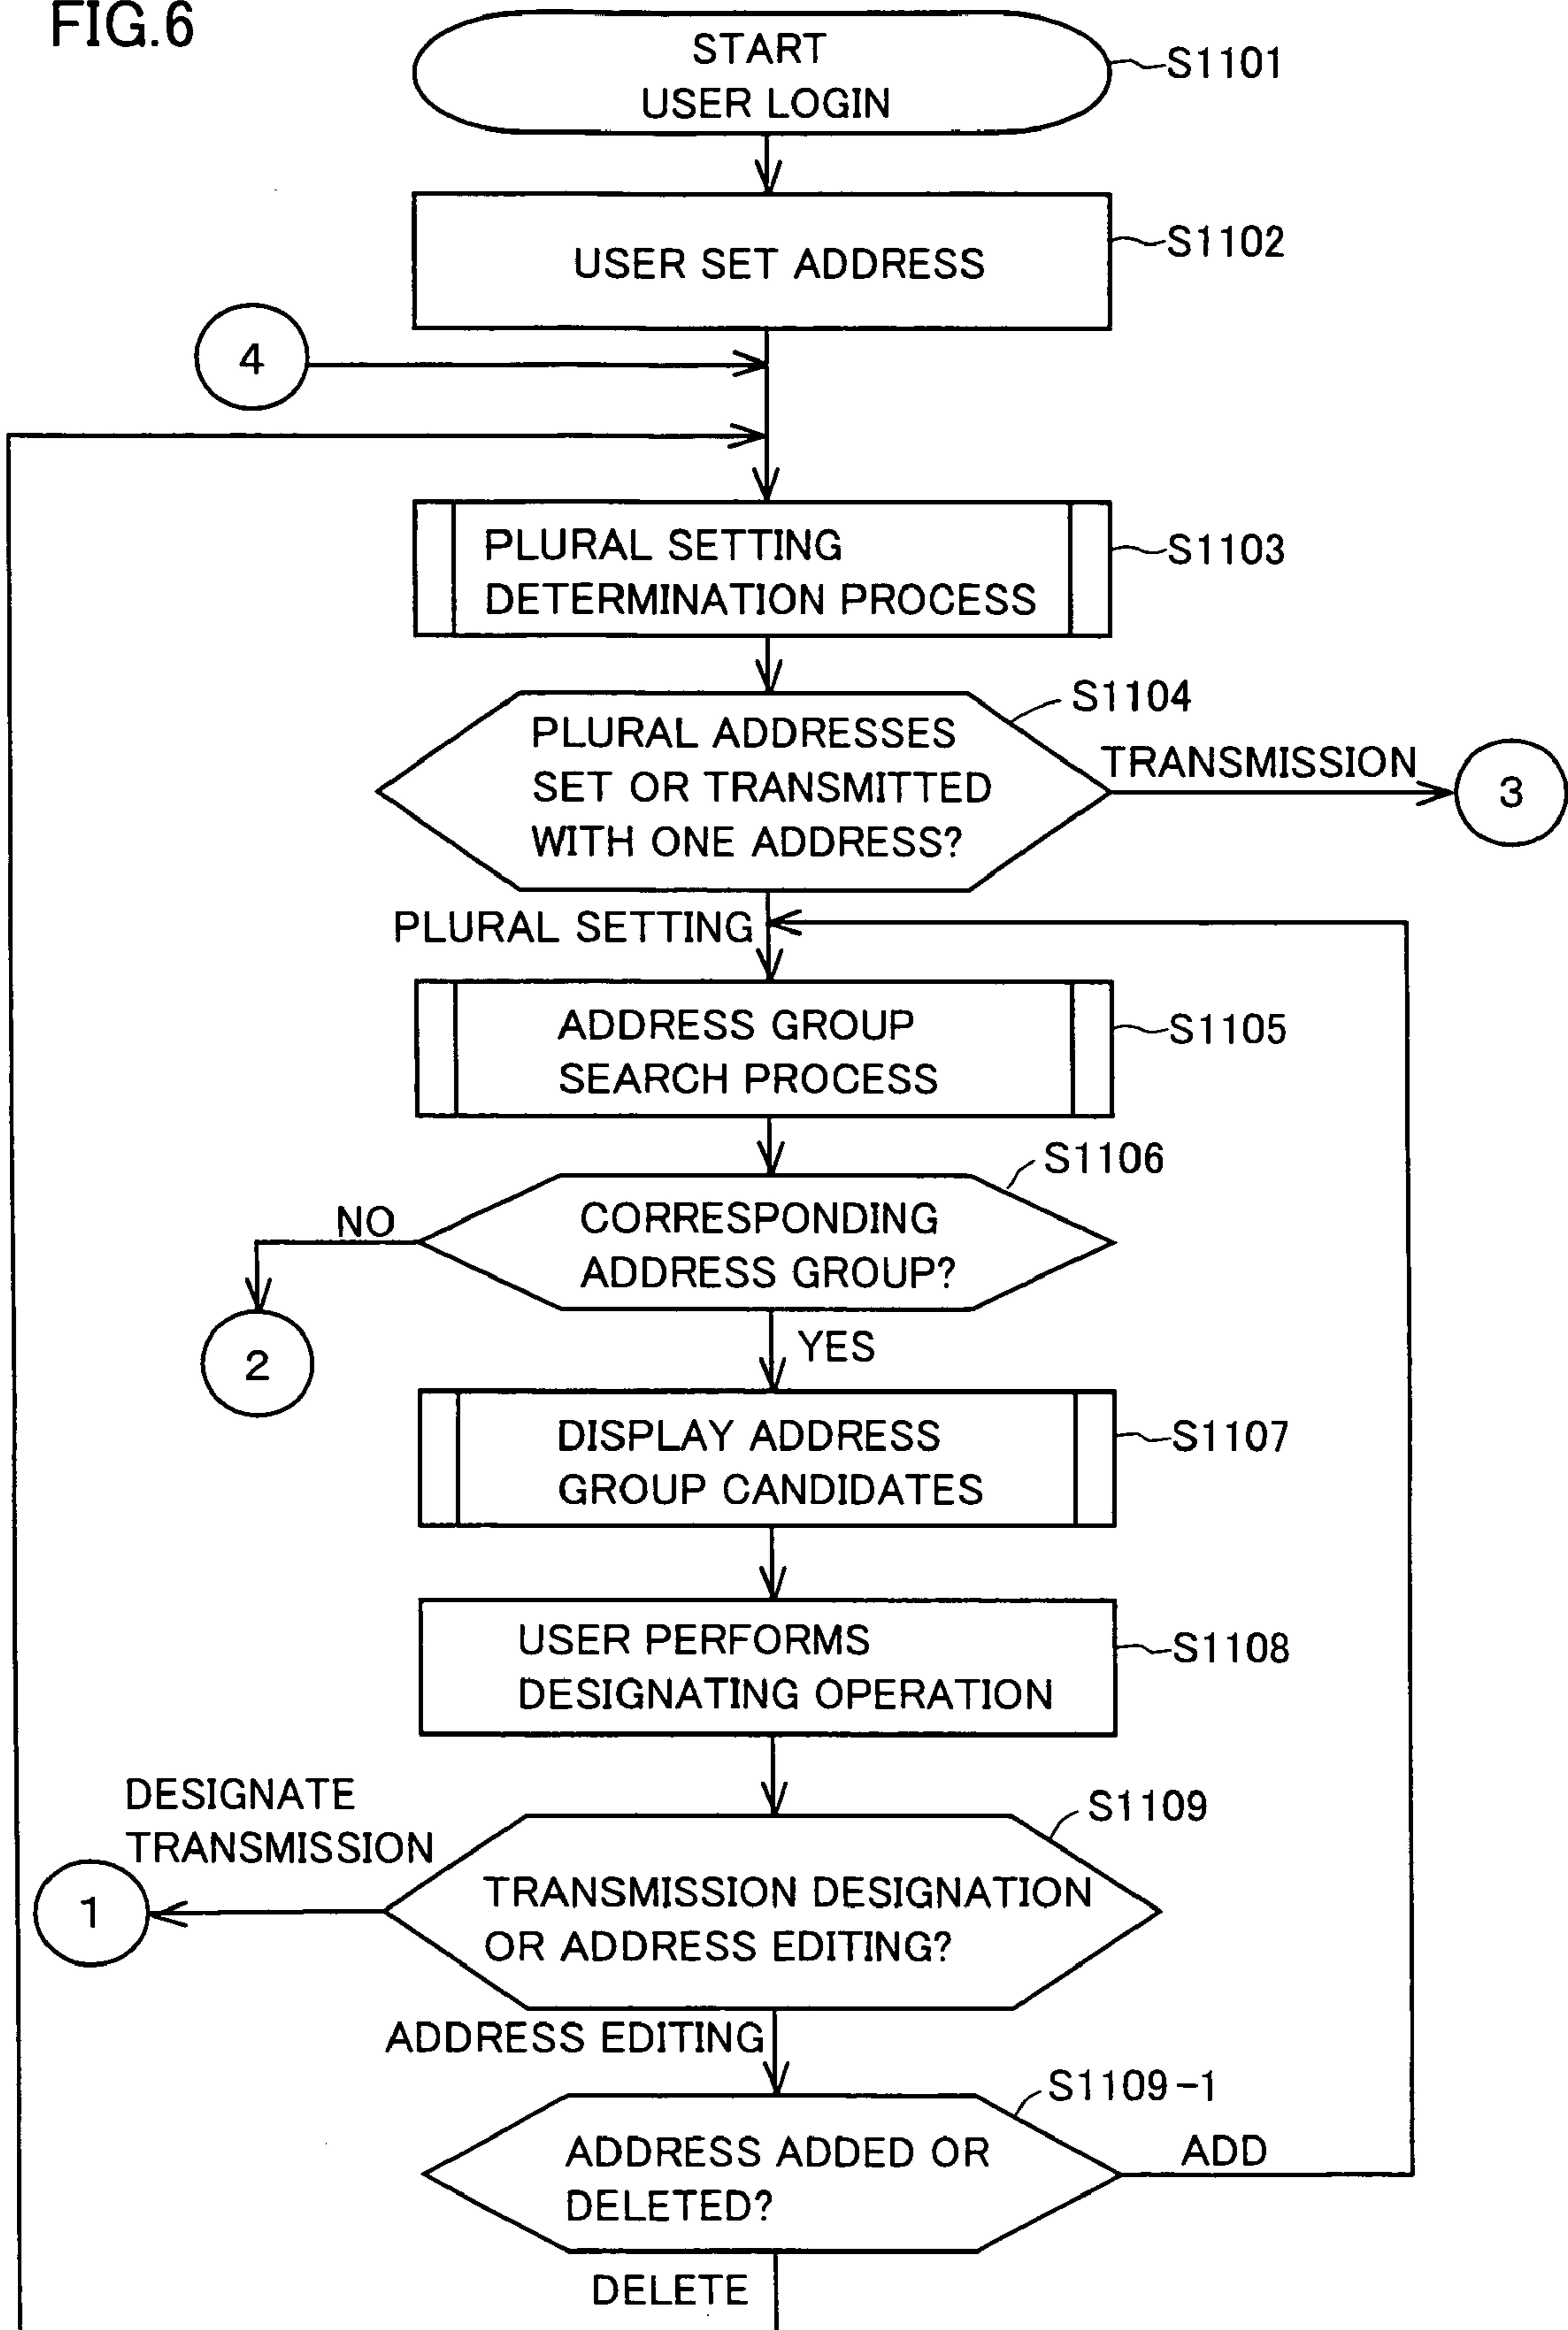 FIG.6
START
USER LOGIN
S1101
USER SET ADDRESS
S1102
4
PLURAL SETTING
DETERMINATION PROCESS
S1103
S1104
PLURAL ADDRESSES
SET OR TRANSMITTED
WITH ONE ADDRESS?
TRANSMISSION
3
PLURAL SETTING
ADDRESS GROUP
SEARCH PROCESS
S1105
S1106
NO
CORRESPONDING
ADDRESS GROUP?
2
YES
DISPLAY ADDRESS
GROUP CANDIDATES
S1107
USER PERFORMS
DESIGNATING OPERATION
S1108
DESIGNATE
TRANSMISSION
S1109
1
TRANSMISSION DESIGNATION
OR ADDRESS EDITING?
ADDRESS EDITING
S1109-1
ADDRESS ADDED OR
DELETED?
ADD
DELETE